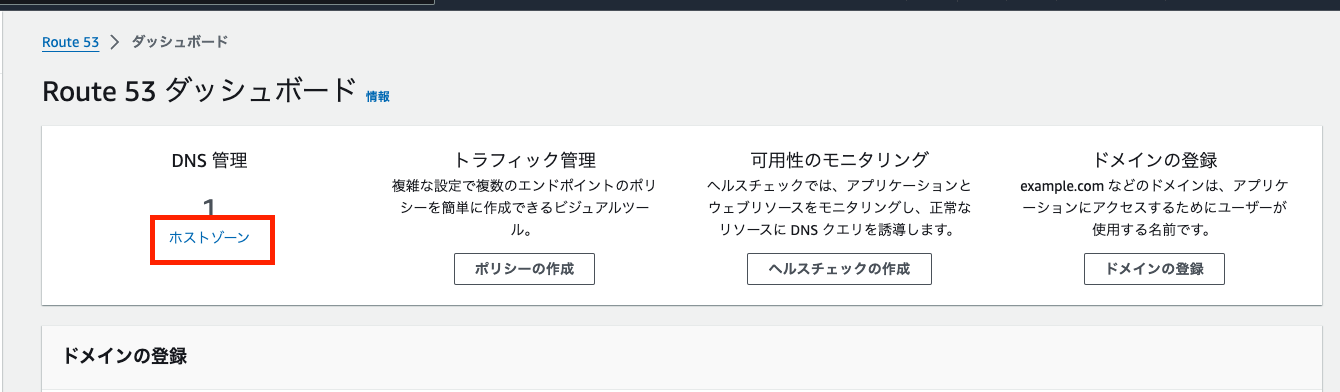 Route 53 > ダッシュボード
Route 53 ダッシュボード 情報
DNS 管理
1
ホストゾーン
トラフィック管理
複雑な設定で複数のエンドポイントのポリ
シーを簡単に作成できるビジュアルツー
ル。
ポリシーの作成
可用性のモニタリング
ヘルスチェックでは、アプリケーションと
ウェブリソースをモニタリングし、正常な
リソースに DNS クエリを誘導します。
ヘルスチェックの作成
ドメインの登録
example.com などのドメインは、アプリケ
ーションにアクセスするためにユーザーが
使用する名前です。
ドメインの登録
ドメインの登録